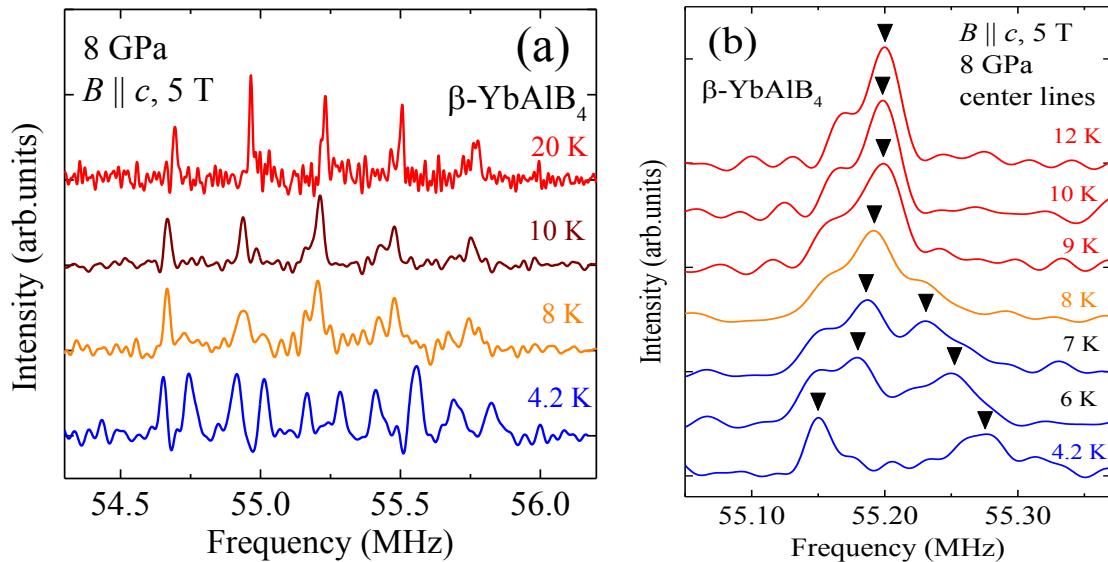 8 GPa
(a)
B || c, 5 T
β-YbAlB4
20 K
10 K
8 K
4.2 K
Intensity (arb.units)
54.5 55.0 55.5 56.0
Frequency (MHz)
(b)
B || c, 5 T
8 GPa
center lines
β-YbAlB4
12 K
10 K
9 K
8 K
7 K
6 K
4.2 K
Intensity (arb.units)
55.10 55.20 55.30
Frequency (MHz)